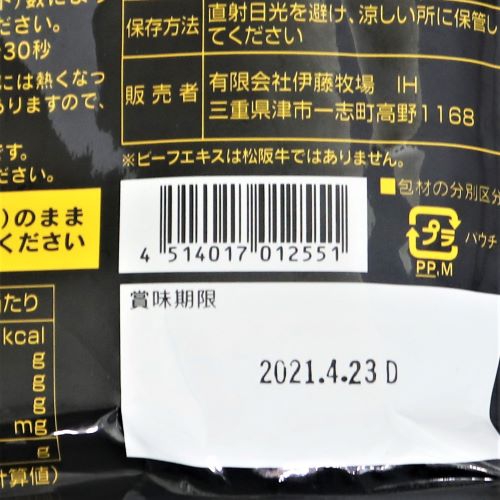 ださい。
30秒
には熱くなっ
ありますので、
です。
ださい。
のまま
ください
当たり
kcal
g
g
g
mg
g
計算値)
保存方法
直射日光を避け、涼しい所に保管し
てください
販売者
有限会社伊藤牧場 IH
三重県津市一志町高野1168
※ビーフエキスは松阪牛ではありません。
■包材の分別区分
プラ
パウチ
PP,M
4 514017 012551
賞味期限
2021.4.23 D